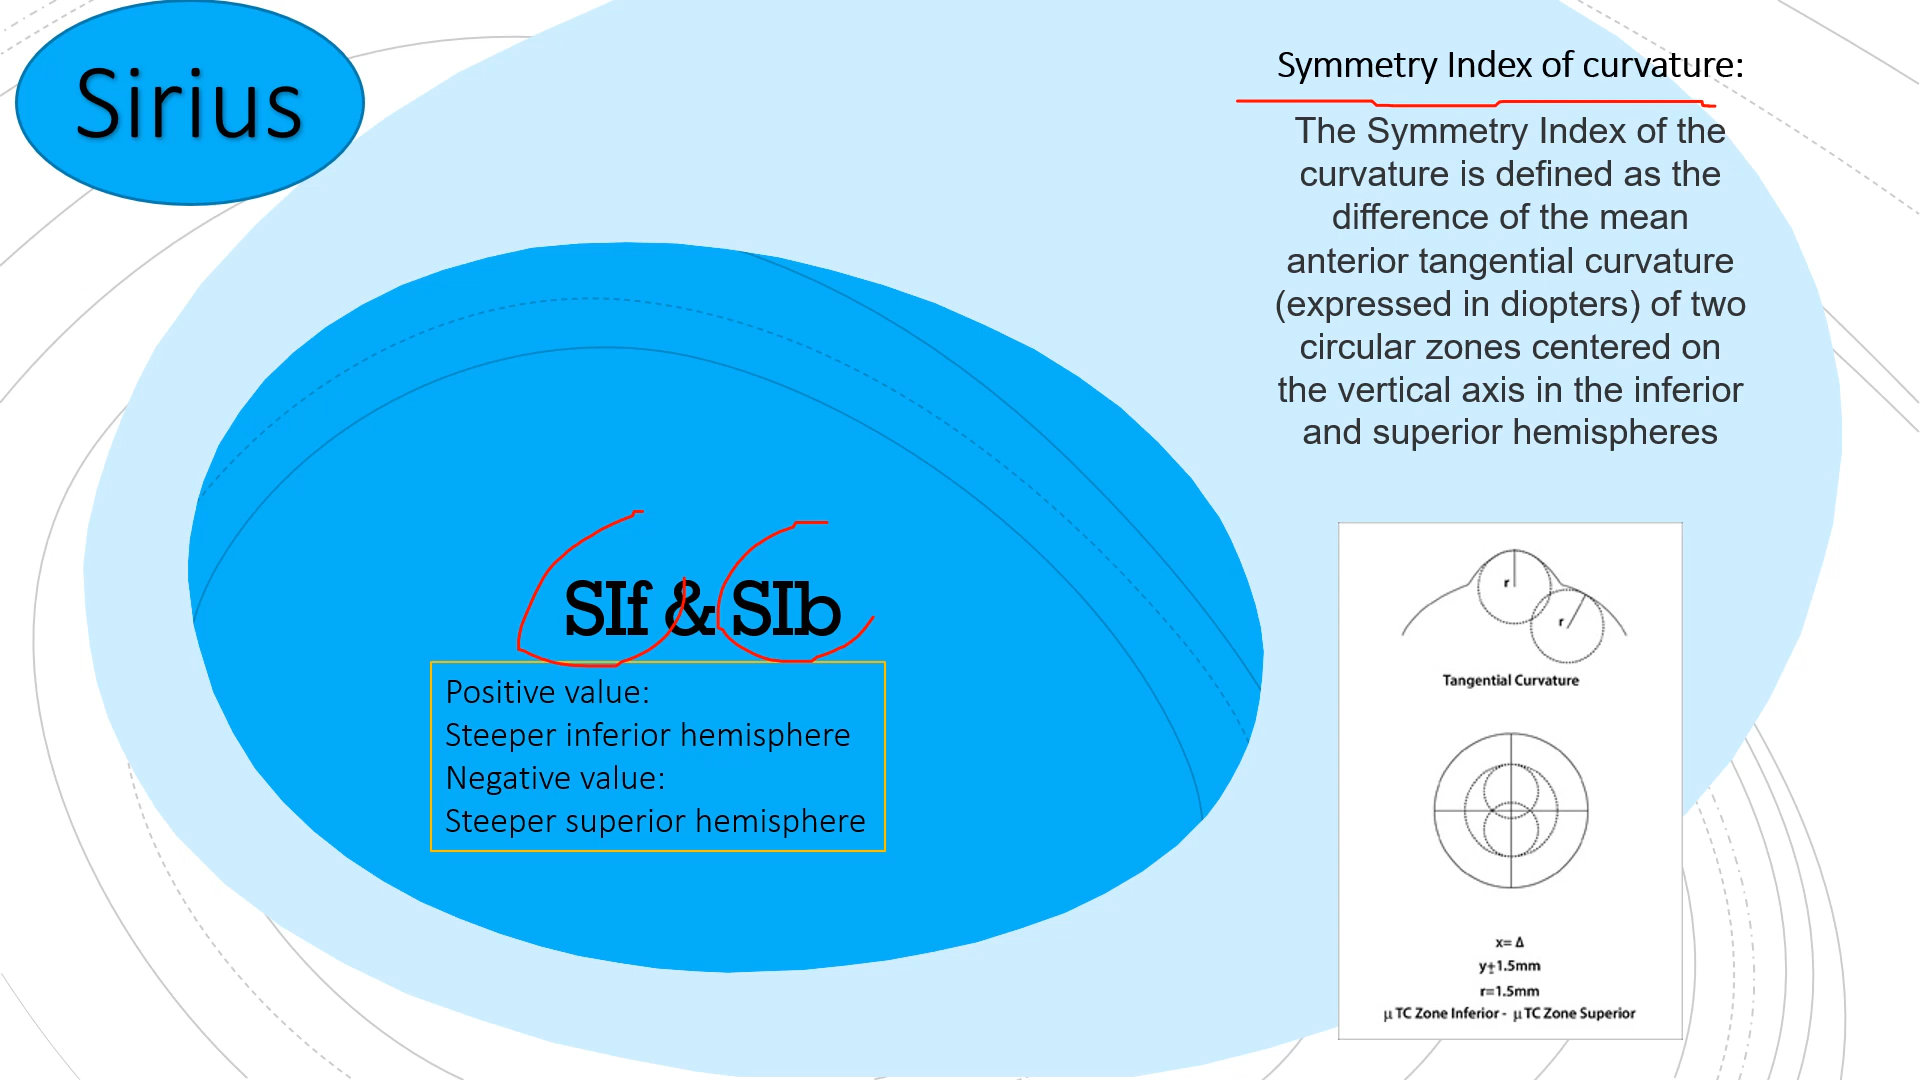 Sirius
Symmetry Index of curvature:
The Symmetry Index of the
curvature is defined as the
difference of the mean
anterior tangential curvature
(expressed in diopters) of two
circular zones centered on
the vertical axis in the inferior
and superior hemispheres
SIf & SIb
Positive value:
Steeper inferior hemisphere
Negative value:
Steeper superior hemisphere
r
r
Tangential Curvature
x= Δ
y±1.5mm
r=1.5mm
μ TC Zone Inferior - μ TC Zone Superior